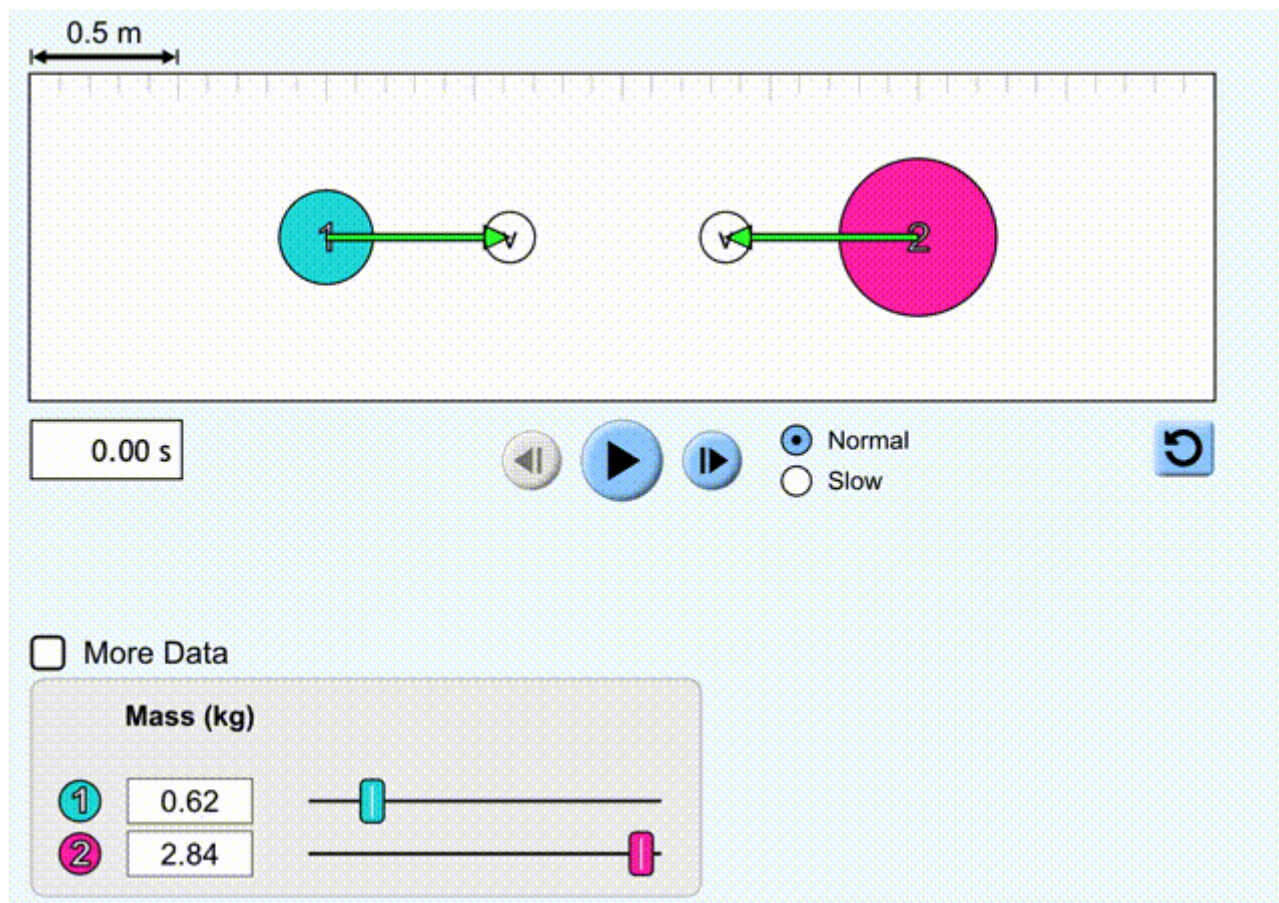 0.5 m
1 v v 2
0.00 s
Normal
Slow
More Data
Mass (kg)
1 0.62
2 2.84